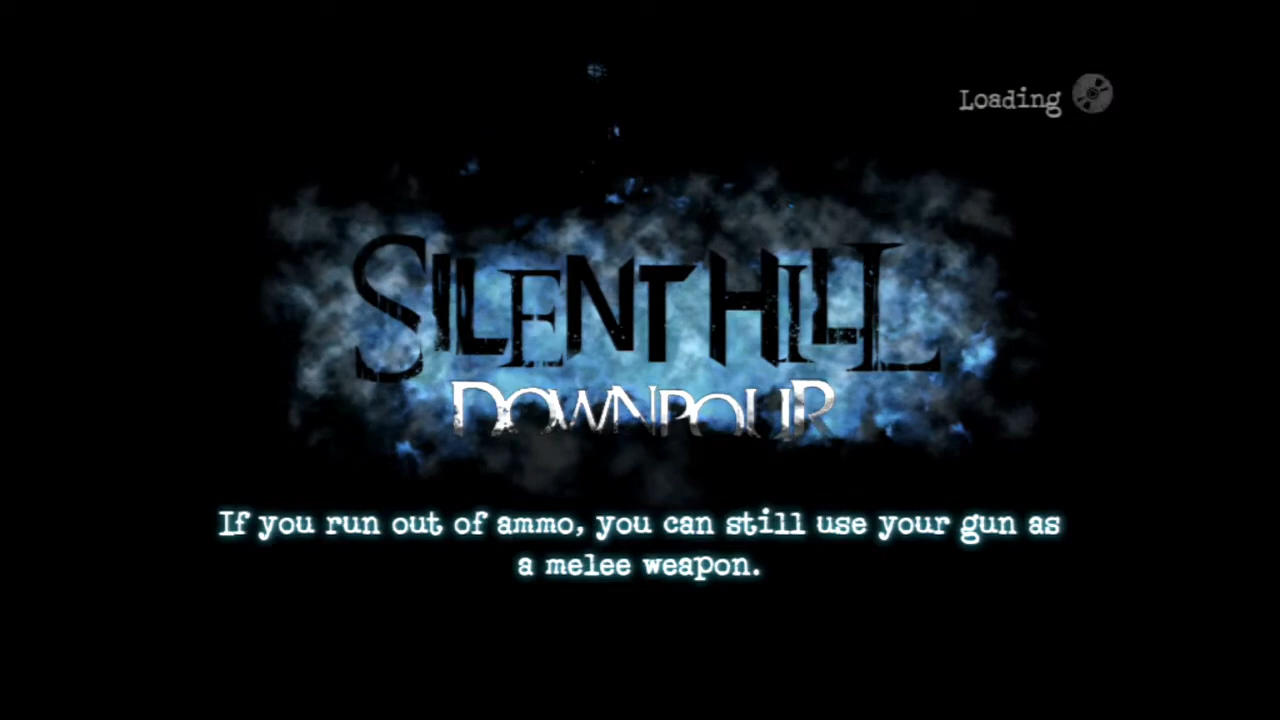 Loading
SILENT HILL
DOWNPOUR
If you run out of ammo, you can still use your gun as
a melee weapon.